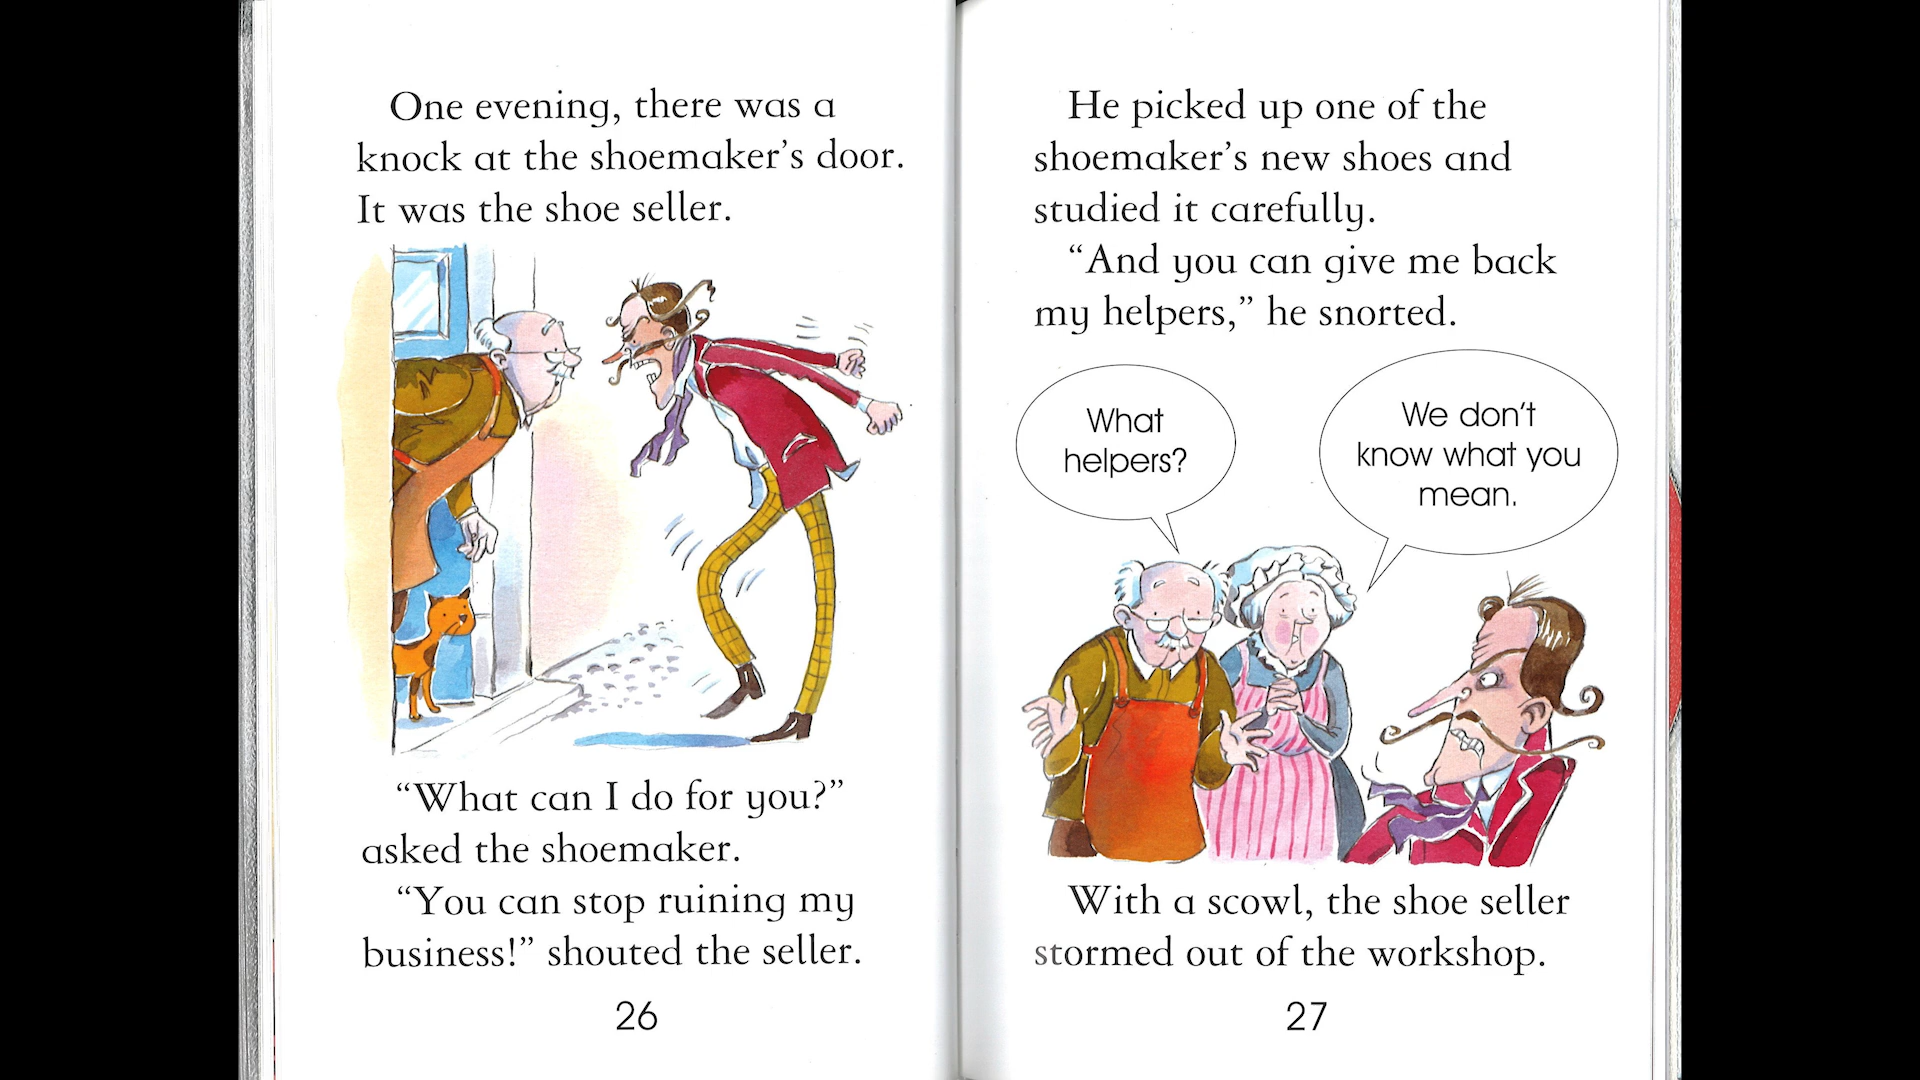 One evening, there was a
knock at the shoemaker's door.
It was the shoe seller.
“What can I do for you?”
asked the shoemaker.
“You can stop ruining my
business!” shouted the seller.
26
He picked up one of the
shoemaker's new shoes and
studied it carefully.
“And you can give me back
my helpers,” he snorted.
What
helpers?
We don't
know what you
mean.
With a scowl, the shoe seller
stormed out of the workshop.
27